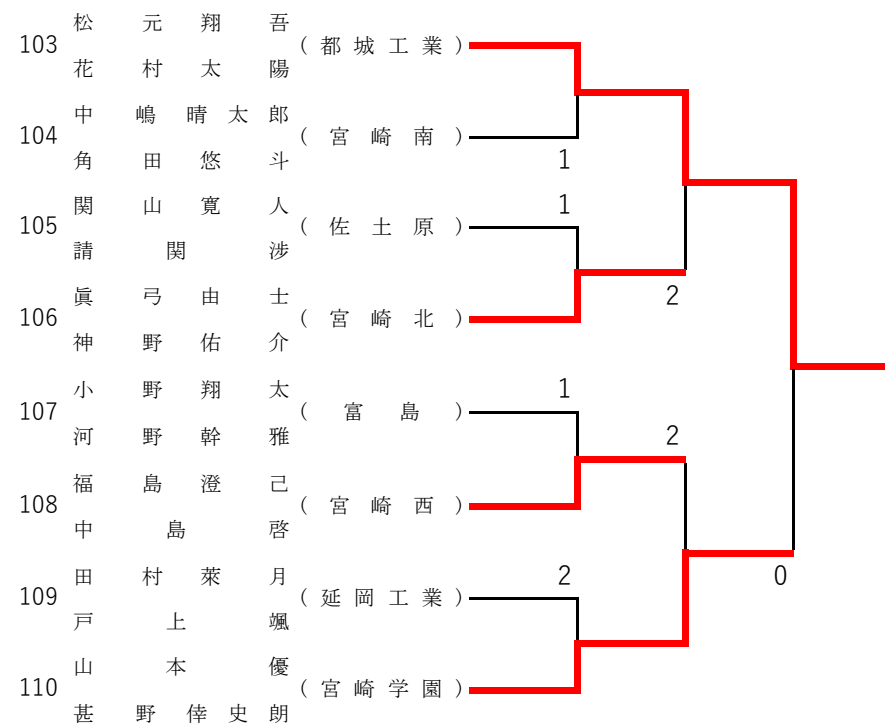 松元翔吾
103 (都城工業)
花村太陽
中嶋晴太郎
104 (宮崎南)
角田悠斗
1
関山寛人
1
105 (佐土原)
請関渉
眞弓由士
2
106 (宮崎北)
神野佑介
小野翔太
1
107 (富島)
河野幹雅
2
福島澄己
108 (宮崎西)
中島啓
田村萊月
2
0
109 (延岡工業)
戸上颯
山本優
110 (宮崎学園)
甚野倖史朗